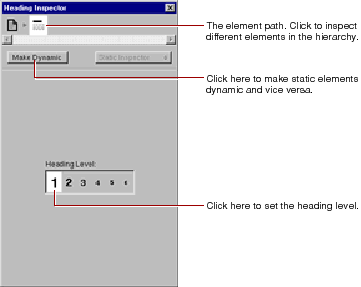 Heading Inspector
The element path. Click to inspect
different elements in the hierarchy.
Make Dynamic
Static Inspector
Click here to make static elements
dynamic and vice versa.
Heading Level:
1 2 3 4 5 6
Click here to set the heading level.